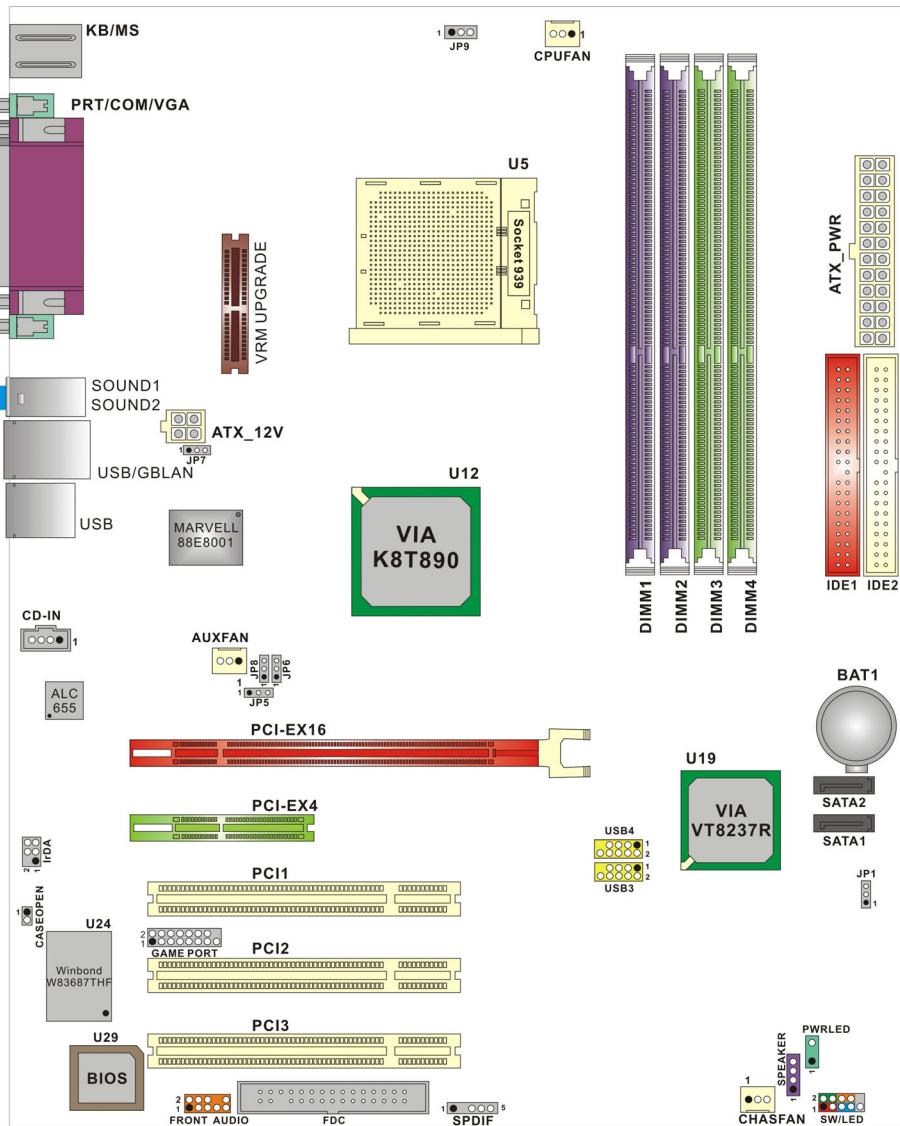 KB/MS
1
JP9
1
CPUFAN
PRT/COM/VGA
U5
Socket 939
ATX_PWR
VRM UPGRADE
SOUND1
SOUND2
ATX_12V
1
JP7
USB/GBLAN
U12
USB
MARVELL
88E8001
VIA
K8T890
DIMM1
DIMM2
DIMM3
DIMM4
IDE1
IDE2
CD-IN
1
AUXFAN
1
JP8
1
JP6
1
1
JP5
ALC
655
BAT1
PCI-EX16
U19
VIA
VT8237R
SATA2
SATA1
PCI-EX4
USB4
1
2
1
2
USB3
IrDA
2
1
JP1
1
PCI1
1
CASEOPEN
U24
2
1
GAME PORT
Winbond
W83687THF
PCI2
PCI3
U29
BIOS
PWRLED
1
SPEAKER
1
2
1
FRONT AUDIO
FDC
1
5
SPDIF
1
CHASFAN
2
1
SW/LED